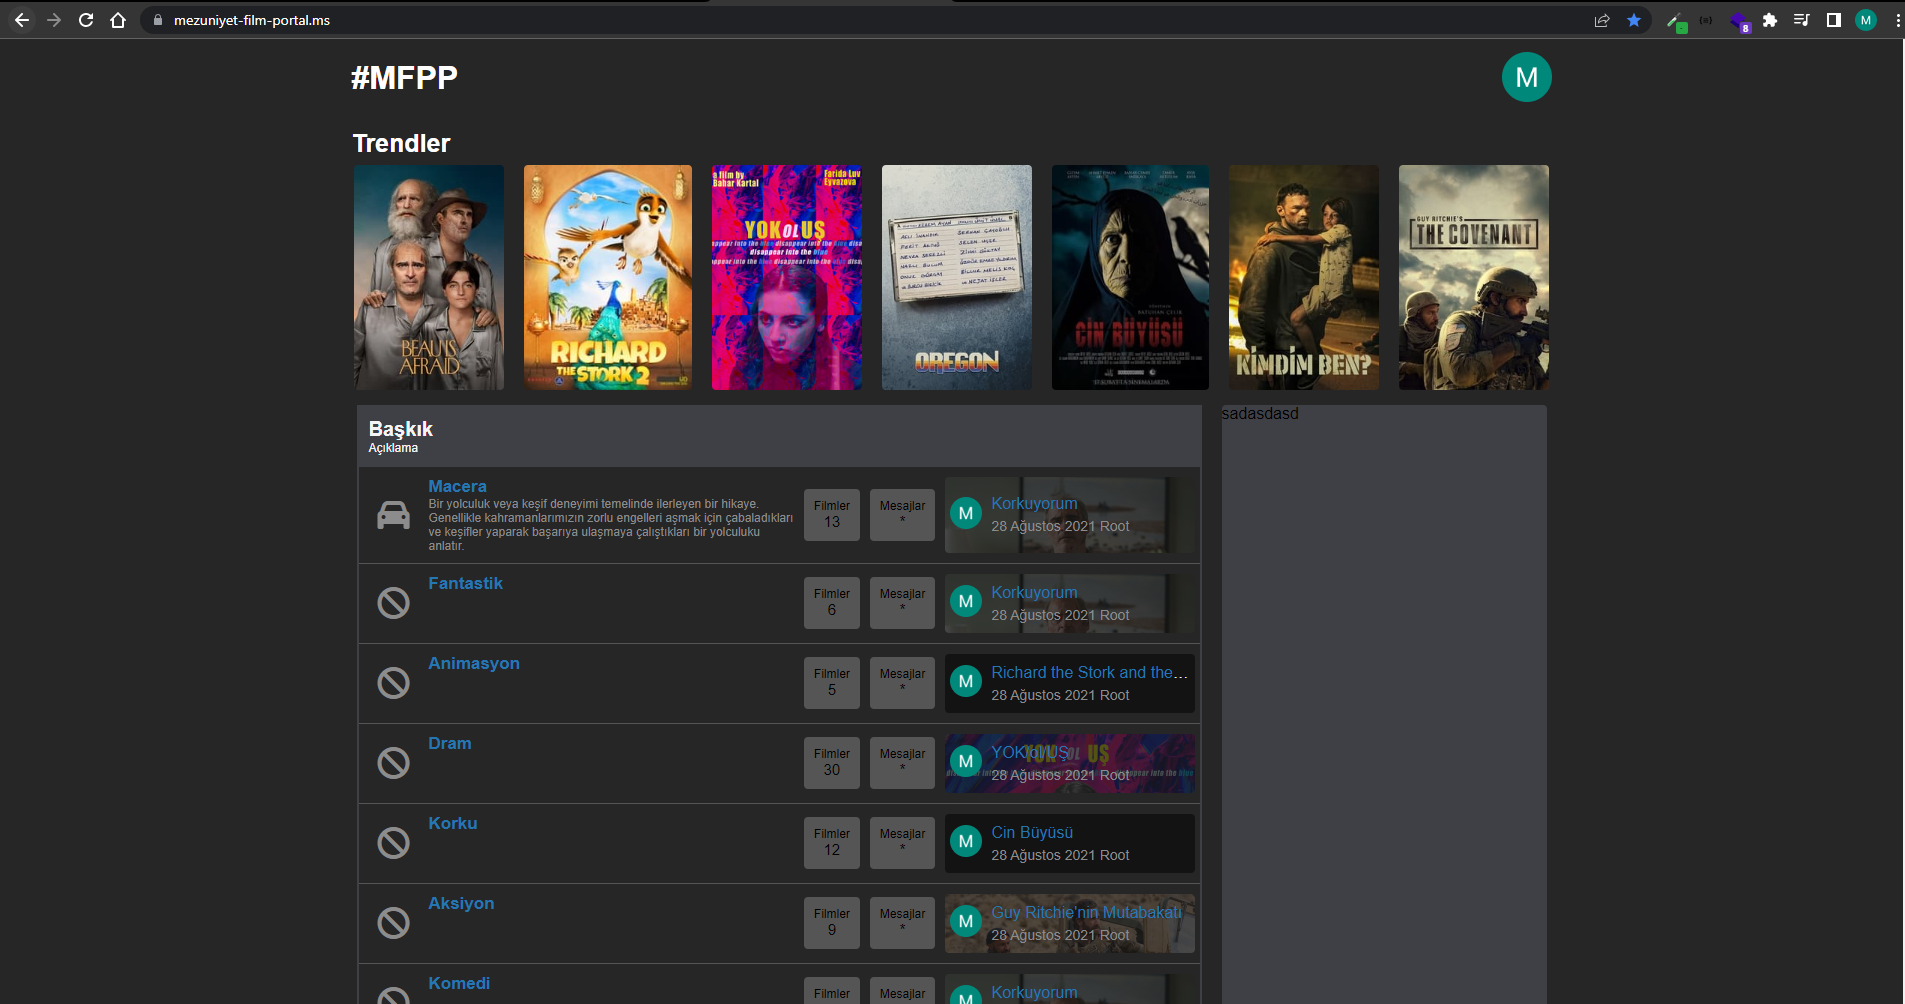 mezuniyet-film-portal.ms
8
M
#MFPP
M
Trendler
BEAU IS
AFRAID
RICHARD
THE STORK 2
a film by
Bahar Kartal
Farida Luv
Eyvazova
YOKOLUŞ
disappear into the blue
OREGON
BATUHAN ÇELİK
CİN BÜYÜSÜ
KİMDİM BEN?
GUY RITCHIE'S
THE COVENANT
Başkık
Açıklama
sadasdasd
Macera
Bir yolculuk veya keşif deneyimi temelinde ilerleyen bir hikaye.
Genellikle kahramanlarımızın zorlu engelleri aşmak için çabaladıkları
ve keşifler yaparak başarıya ulaşmaya çalıştıkları bir yolculuku
anlatır.
Filmler
13
Mesajlar
*
M
Korkuyorum
28 Ağustos 2021 Root
Fantastik
Filmler
6
Mesajlar
*
M
Korkuyorum
28 Ağustos 2021 Root
Animasyon
Filmler
5
Mesajlar
*
M
Richard the Stork and the...
28 Ağustos 2021 Root
Dram
Filmler
30
Mesajlar
*
M
YOK/ol/UŞ
28 Ağustos 2021 Root
Korku
Filmler
12
Mesajlar
*
M
Cin Büyüsü
28 Ağustos 2021 Root
Aksiyon
Filmler
9
Mesajlar
*
M
Guy Ritchie'nin Mutabakatı
28 Ağustos 2021 Root
Komedi
Filmler
Mesajlar
M
Korkuyorum